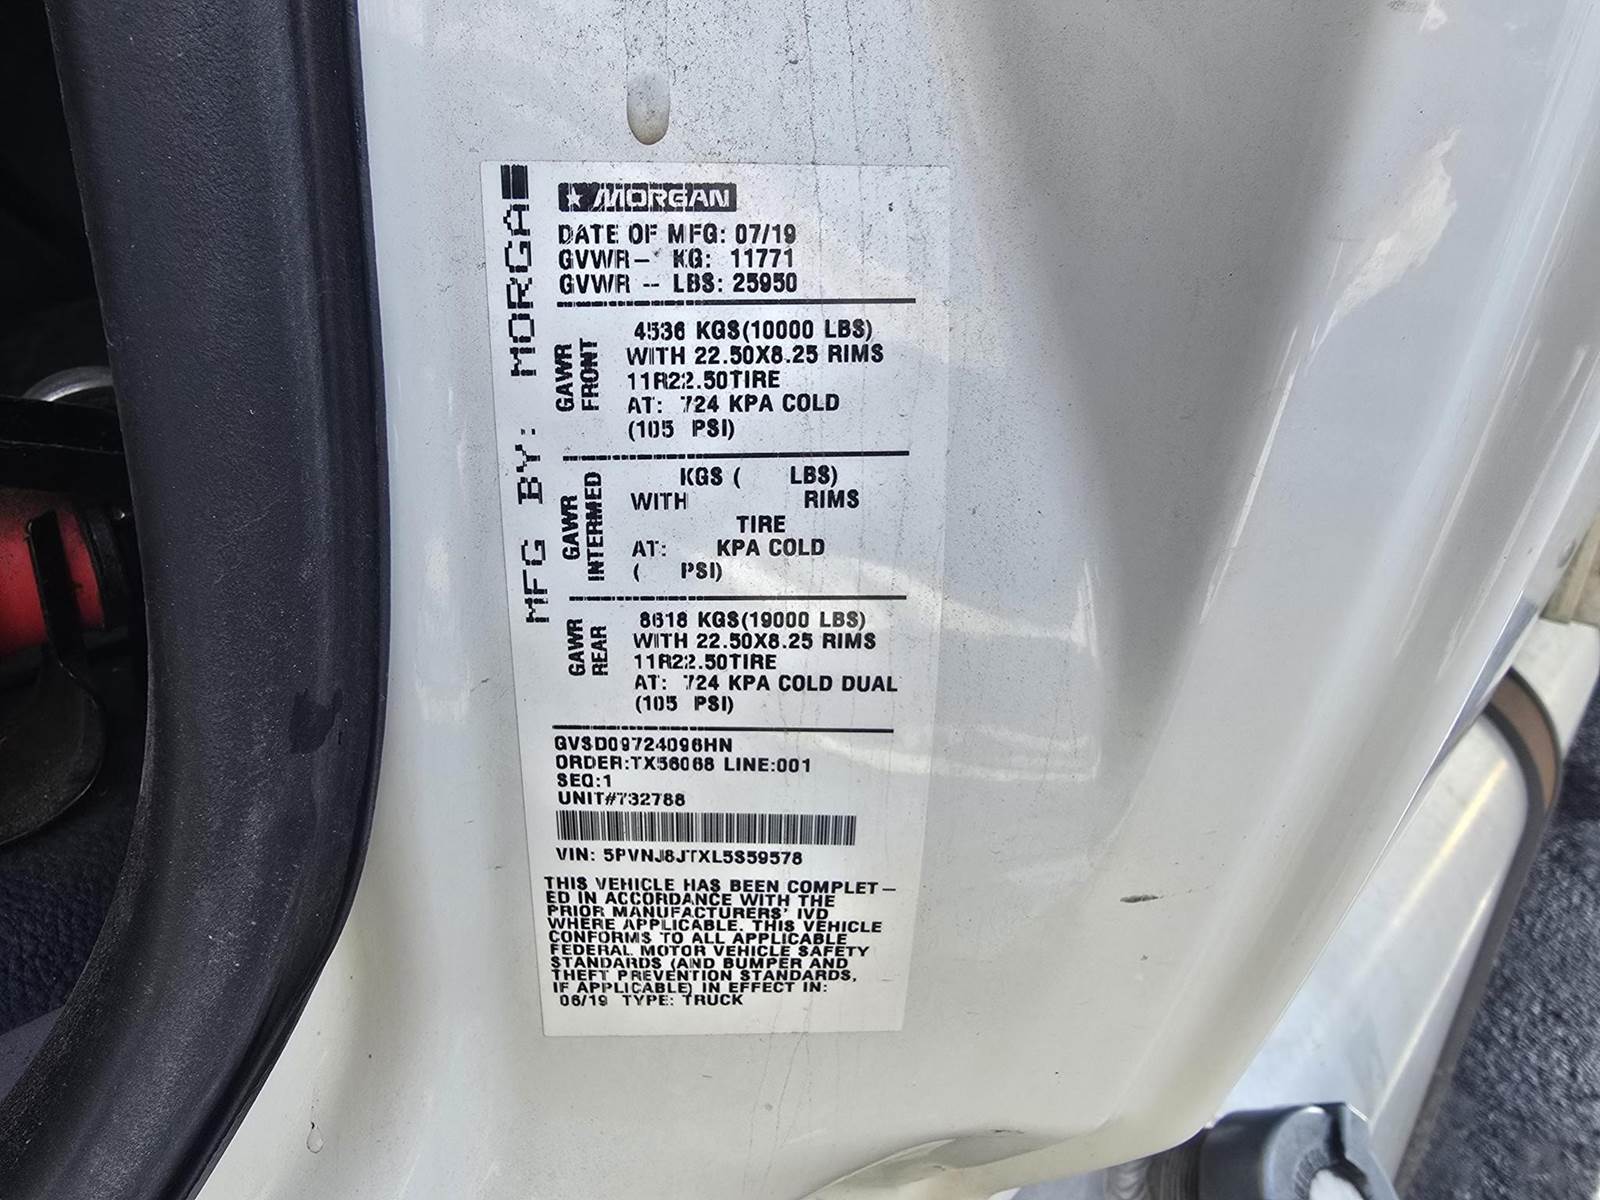 MORGAN
DATE OF MFG: 07/19
GVWR- KG: 11771
GVWR -- LBS: 25950
MFG BY: MORGA
GAWR
FRONT
4536 KGS(10000 LBS)
WITH 22.50X8.25 RIMS
11R22.50TIRE
AT: 724 KPA COLD
(105 PSI)
GAWR
INTERMED
KGS ( LBS)
WITH RIMS
TIRE
AT: KPA COLD
( PSI)
GAWR
REAR
8618 KGS(19000 LBS)
WITH 22.50X8.25 RIMS
11R22.50TIRE
AT: 724 KPA COLD DUAL
(105 PSI)
GVSD09724096HN
ORDER:TX56068 LINE:001
SEQ:1
UNIT#732788
VIN: 5PVNJ8JTXL5S59578
THIS VEHICLE HAS BEEN COMPLET-
ED IN ACCORDANCE WITH THE
PRIOR MANUFACTURERS' IVD
WHERE APPLICABLE. THIS VEHICLE
CONFORMS TO ALL APPLICABLE
FEDERAL MOTOR VEHICLE SAFETY
STANDARDS (AND BUMPER AND
THEFT PREVENTION STANDARDS,
IF APPLICABLE) IN EFFECT IN:
06/19 TYPE: TRUCK